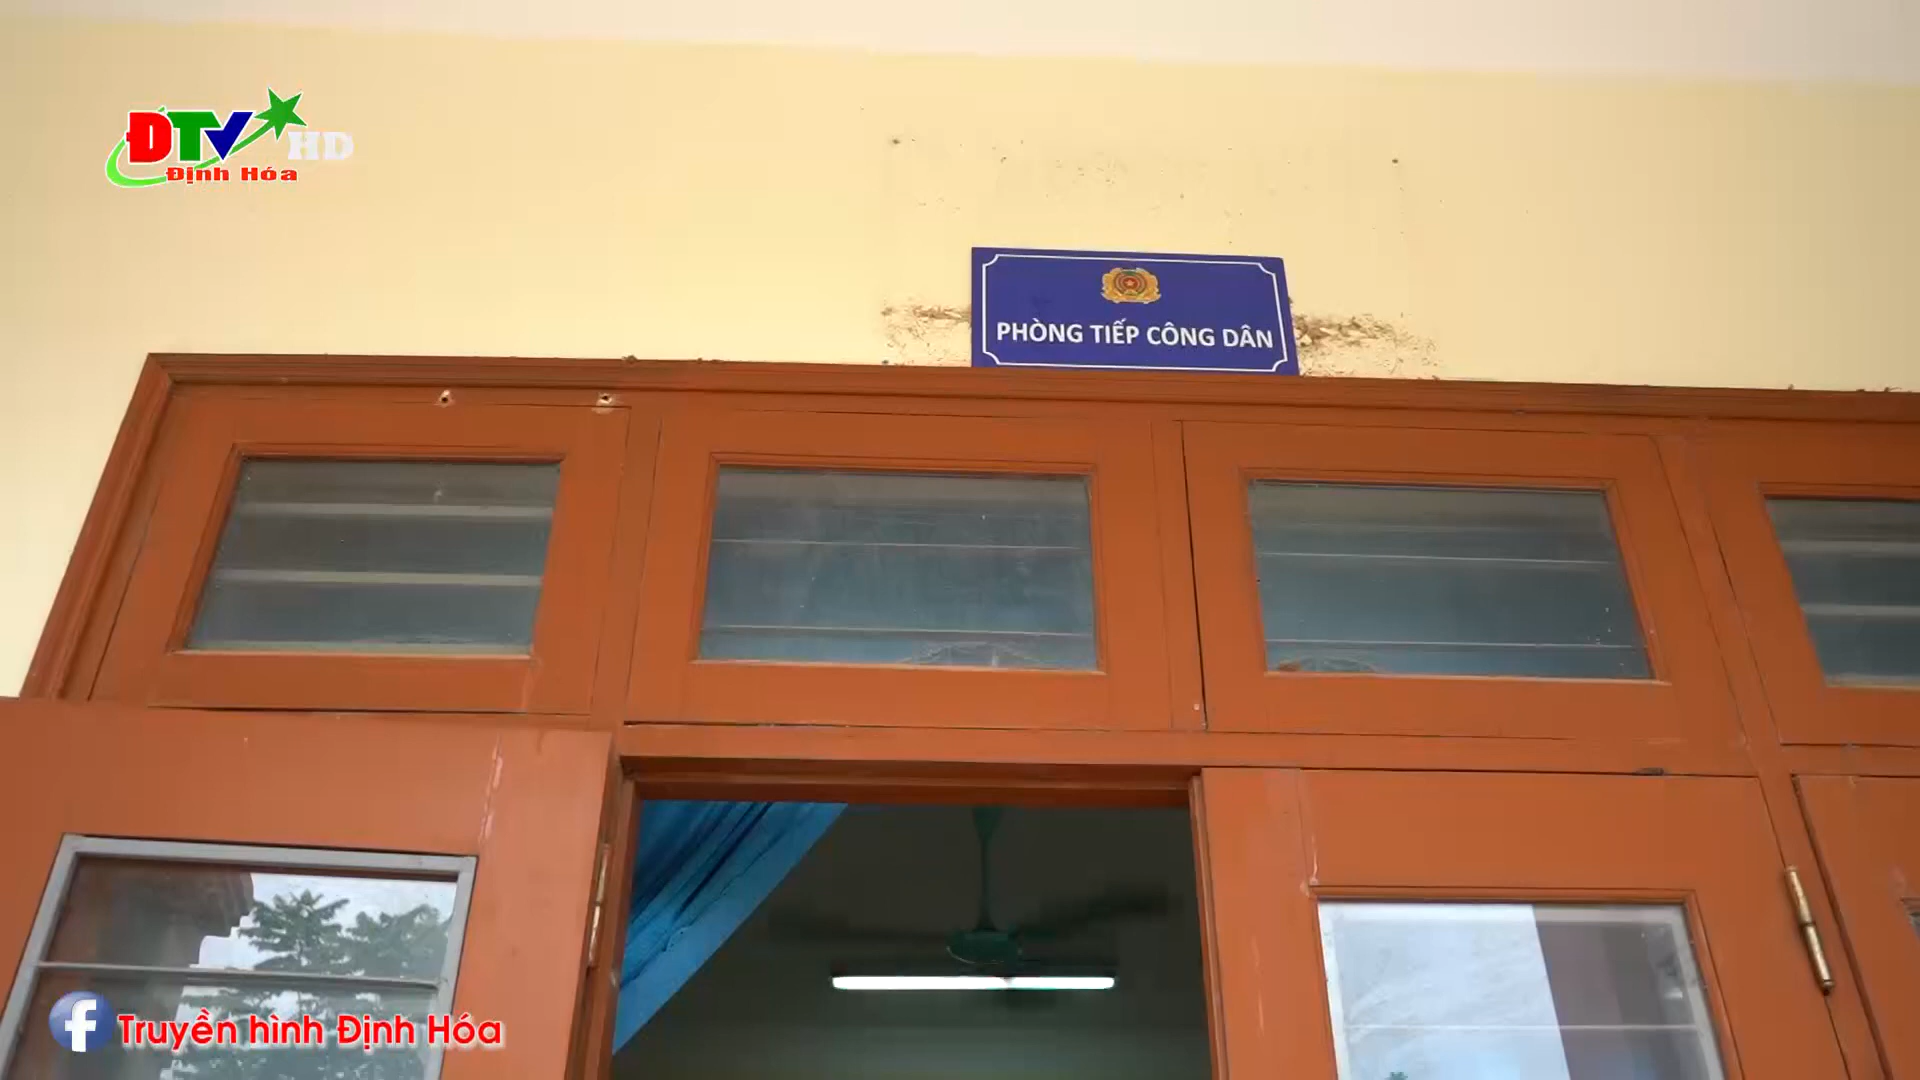 ĐTV HD
Định Hóa
PHÒNG TIẾP CÔNG DÂN
Truyền hình Định Hóa